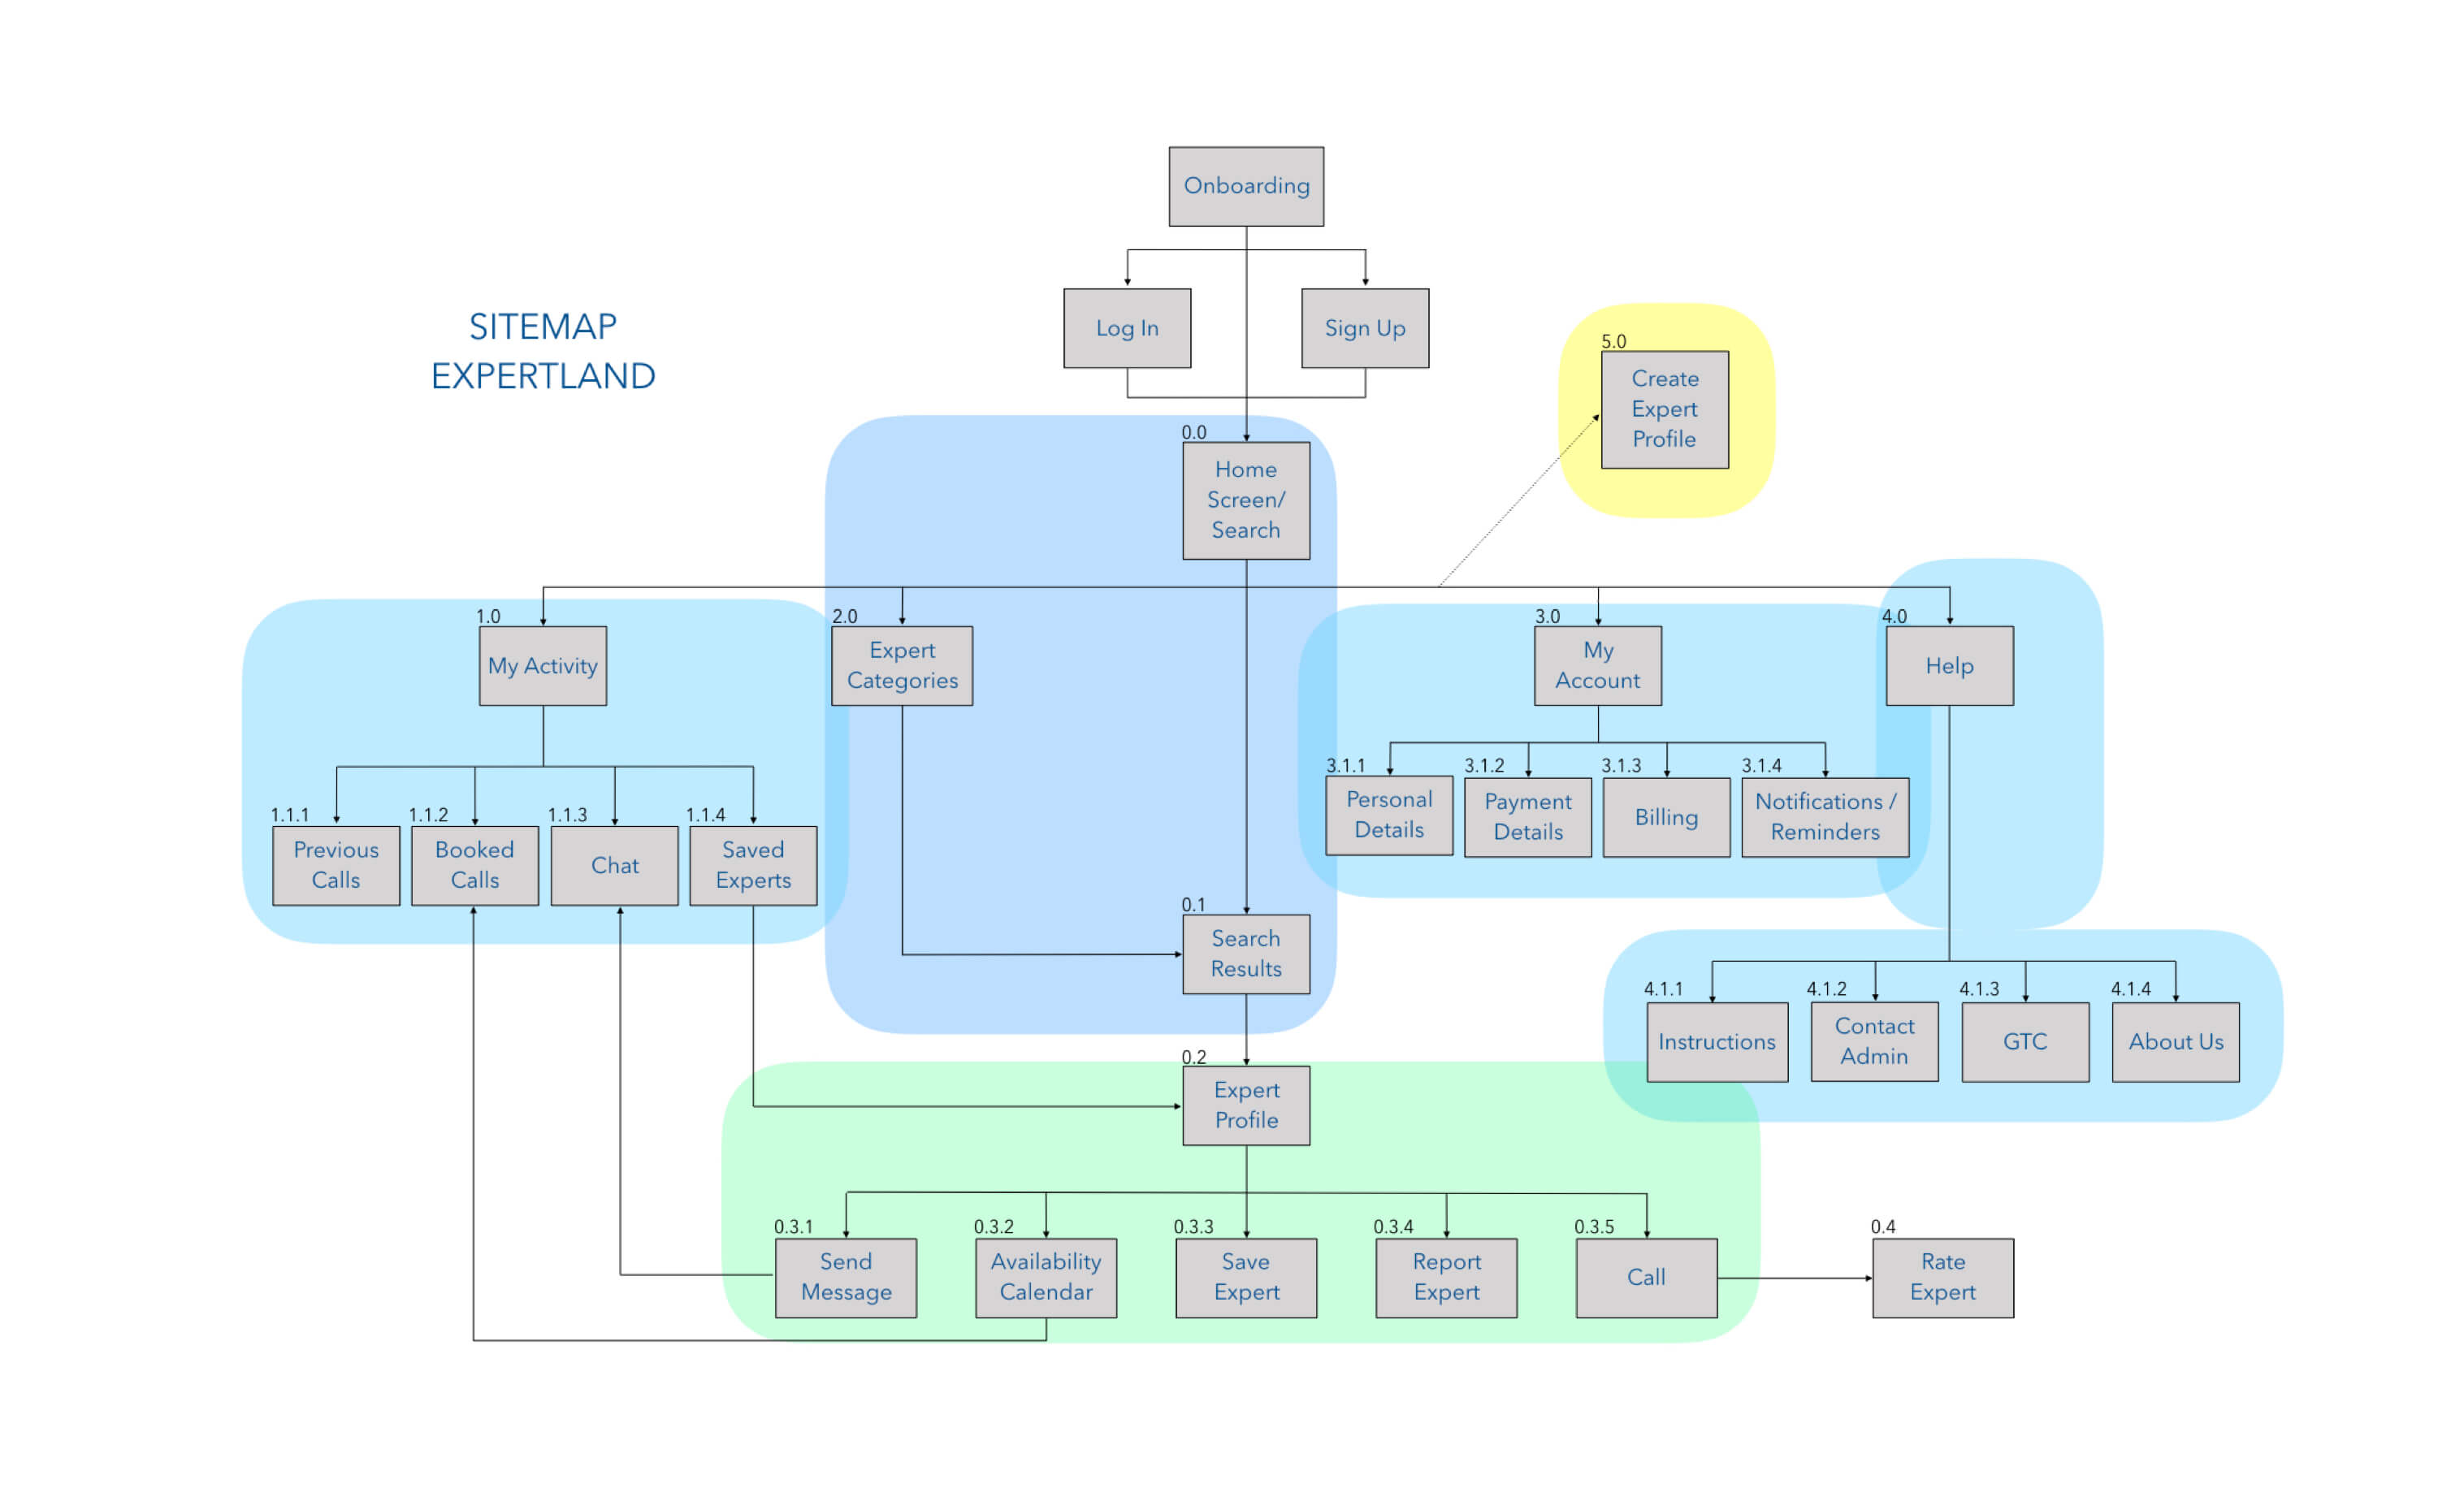 Onboarding
Log In
Sign Up
SITEMAP
EXPERTLAND
5.0
Create
Expert
Profile
0.0
Home
Screen/
Search
1.0
My Activity
2.0
Expert
Categories
3.0
My
Account
4.0
Help
1.1.1
Previous
Calls
1.1.2
Booked
Calls
1.1.3
Chat
1.1.4
Saved
Experts
3.1.1
Personal
Details
3.1.2
Payment
Details
3.1.3
Billing
3.1.4
Notifications /
Reminders
0.1
Search
Results
4.1.1
Instructions
4.1.2
Contact
Admin
4.1.3
GTC
4.1.4
About Us
0.2
Expert
Profile
0.3.1
Send
Message
0.3.2
Availability
Calendar
0.3.3
Save
Expert
0.3.4
Report
Expert
0.3.5
Call
0.4
Rate
Expert